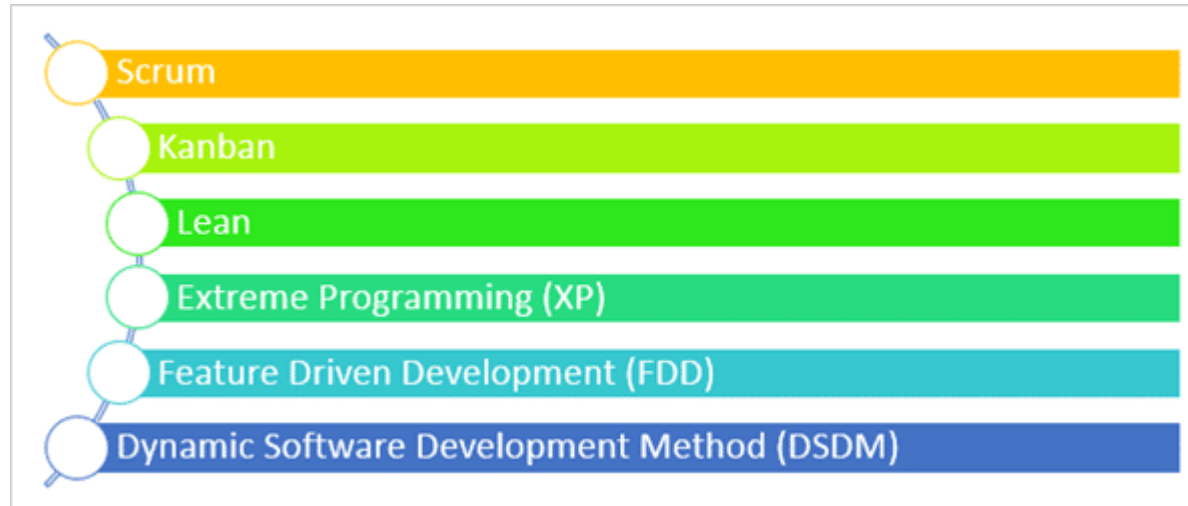 Scrum
Kanban
Lean
Extreme Programming (XP)
Feature Driven Development (FDD)
Dynamic Software Development Method (DSDM)